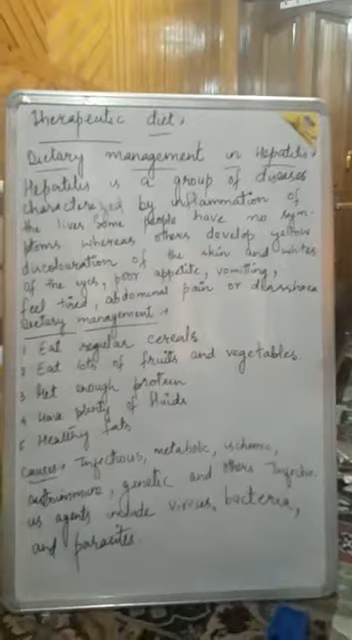 Therapeutic diet,
Dietary management in Hepatitis,
Hepatitis is a group of diseases
characterized by inflammation of
the liver some people have no sym-
ptoms whereas others develop yellow
discolouration of the skin and whites
of the eyes, poor appetite, vomitting,
feel tired, abdominal pain or diarrhoea
Dietary management,
1 Eat regular cereals
2 Eat lots of fruits and vegetables
3 Het enough protein
4 Have plenty of fluids
5 Healthy fats
Causes, Infectious, metabolic, ischemic,
autoimmune, genetic and others Infectio
us agents include viruses, bacteria,
and parasites.